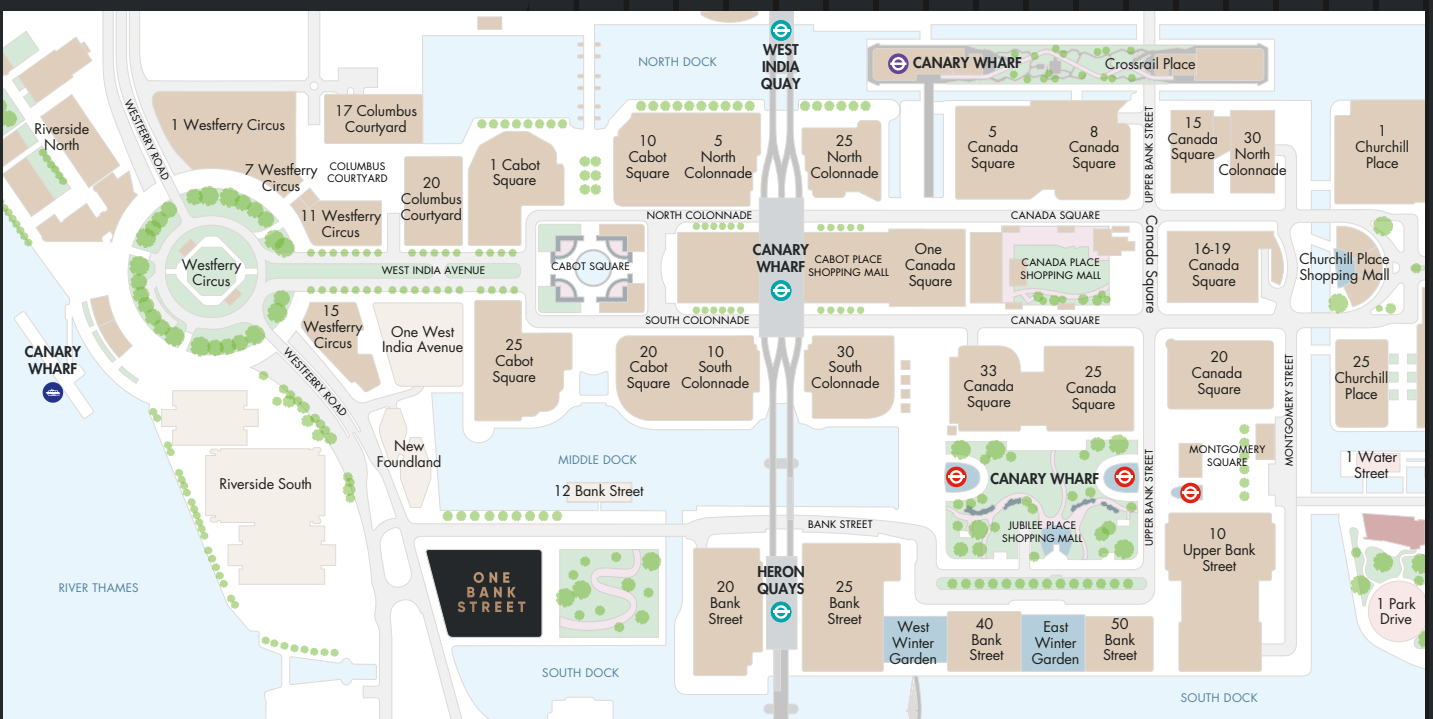 WEST
INDIA
QUAY
NORTH DOCK
CANARY WHARF
Crossrail Place
WESTFERRY ROAD
Riverside
North
1 Westferry Circus
17 Columbus
Courtyard
7 Westferry
Circus
COLUMBUS
COURTYARD
11 Westferry
Circus
20
Columbus
Courtyard
1 Cabot
Square
10
Cabot
Square
5
North
Colonnade
25
North
Colonnade
5
Canada
Square
8
Canada
Square
UPPER BANK STREET
15
Canada
Square
30
North
Colonnade
1
Churchill
Place
NORTH COLONNADE
CANADA SQUARE
Westferry
Circus
WEST INDIA AVENUE
CABOT SQUARE
CANARY
WHARF
CABOT PLACE
SHOPPING MALL
One
Canada
Square
CANADA PLACE
SHOPPING MALL
Canada Square
16-19
Canada
Square
Churchill Place
Shopping Mall
SOUTH COLONNADE
CANADA SQUARE
CANARY
WHARF
15
Westferry
Circus
One West
India Avenue
25
Cabot
Square
20
Cabot
Square
10
South
Colonnade
30
South
Colonnade
33
Canada
Square
25
Canada
Square
20
Canada
Square
MONTGOMERY STREET
25
Churchill
Place
WESTFERRY ROAD
New
Foundland
Riverside South
MIDDLE DOCK
12 Bank Street
CANARY WHARF
JUBILEE PLACE
SHOPPING MALL
UPPER BANK STREET
MONTGOMERY
SQUARE
1 Water
Street
BANK STREET
10
Upper Bank
Street
RIVER THAMES
ONE
BANK
STREET
20
Bank
Street
HERON
QUAYS
25
Bank
Street
West
Winter
Garden
40
Bank
Street
East
Winter
Garden
50
Bank
Street
1 Park
Drive
SOUTH DOCK
SOUTH DOCK